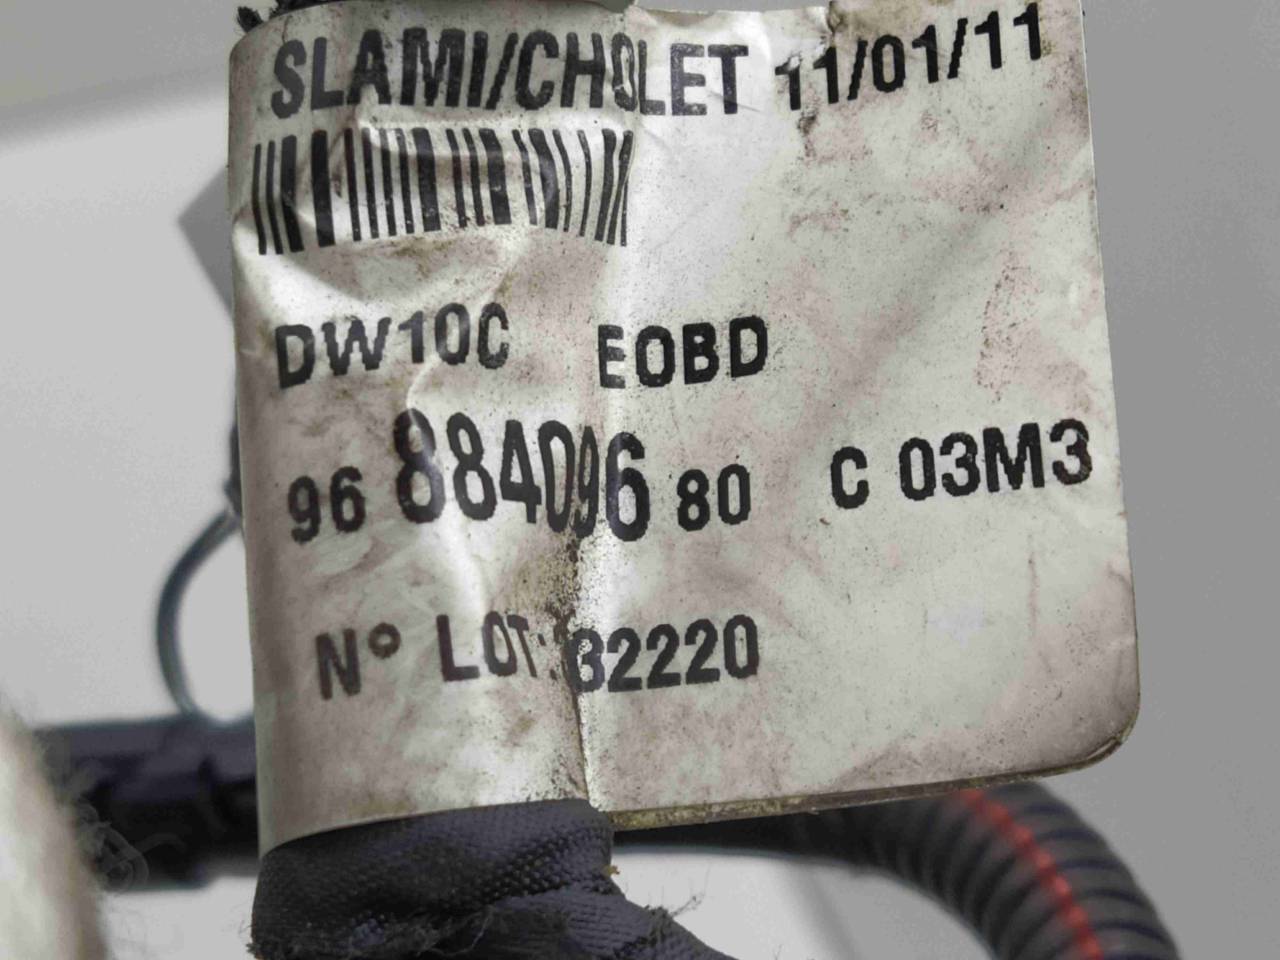 SLAMI/CHOLET 11/01/11
DW10C EOBD
96 884096 80 C 03M3
N° LOT: 32220